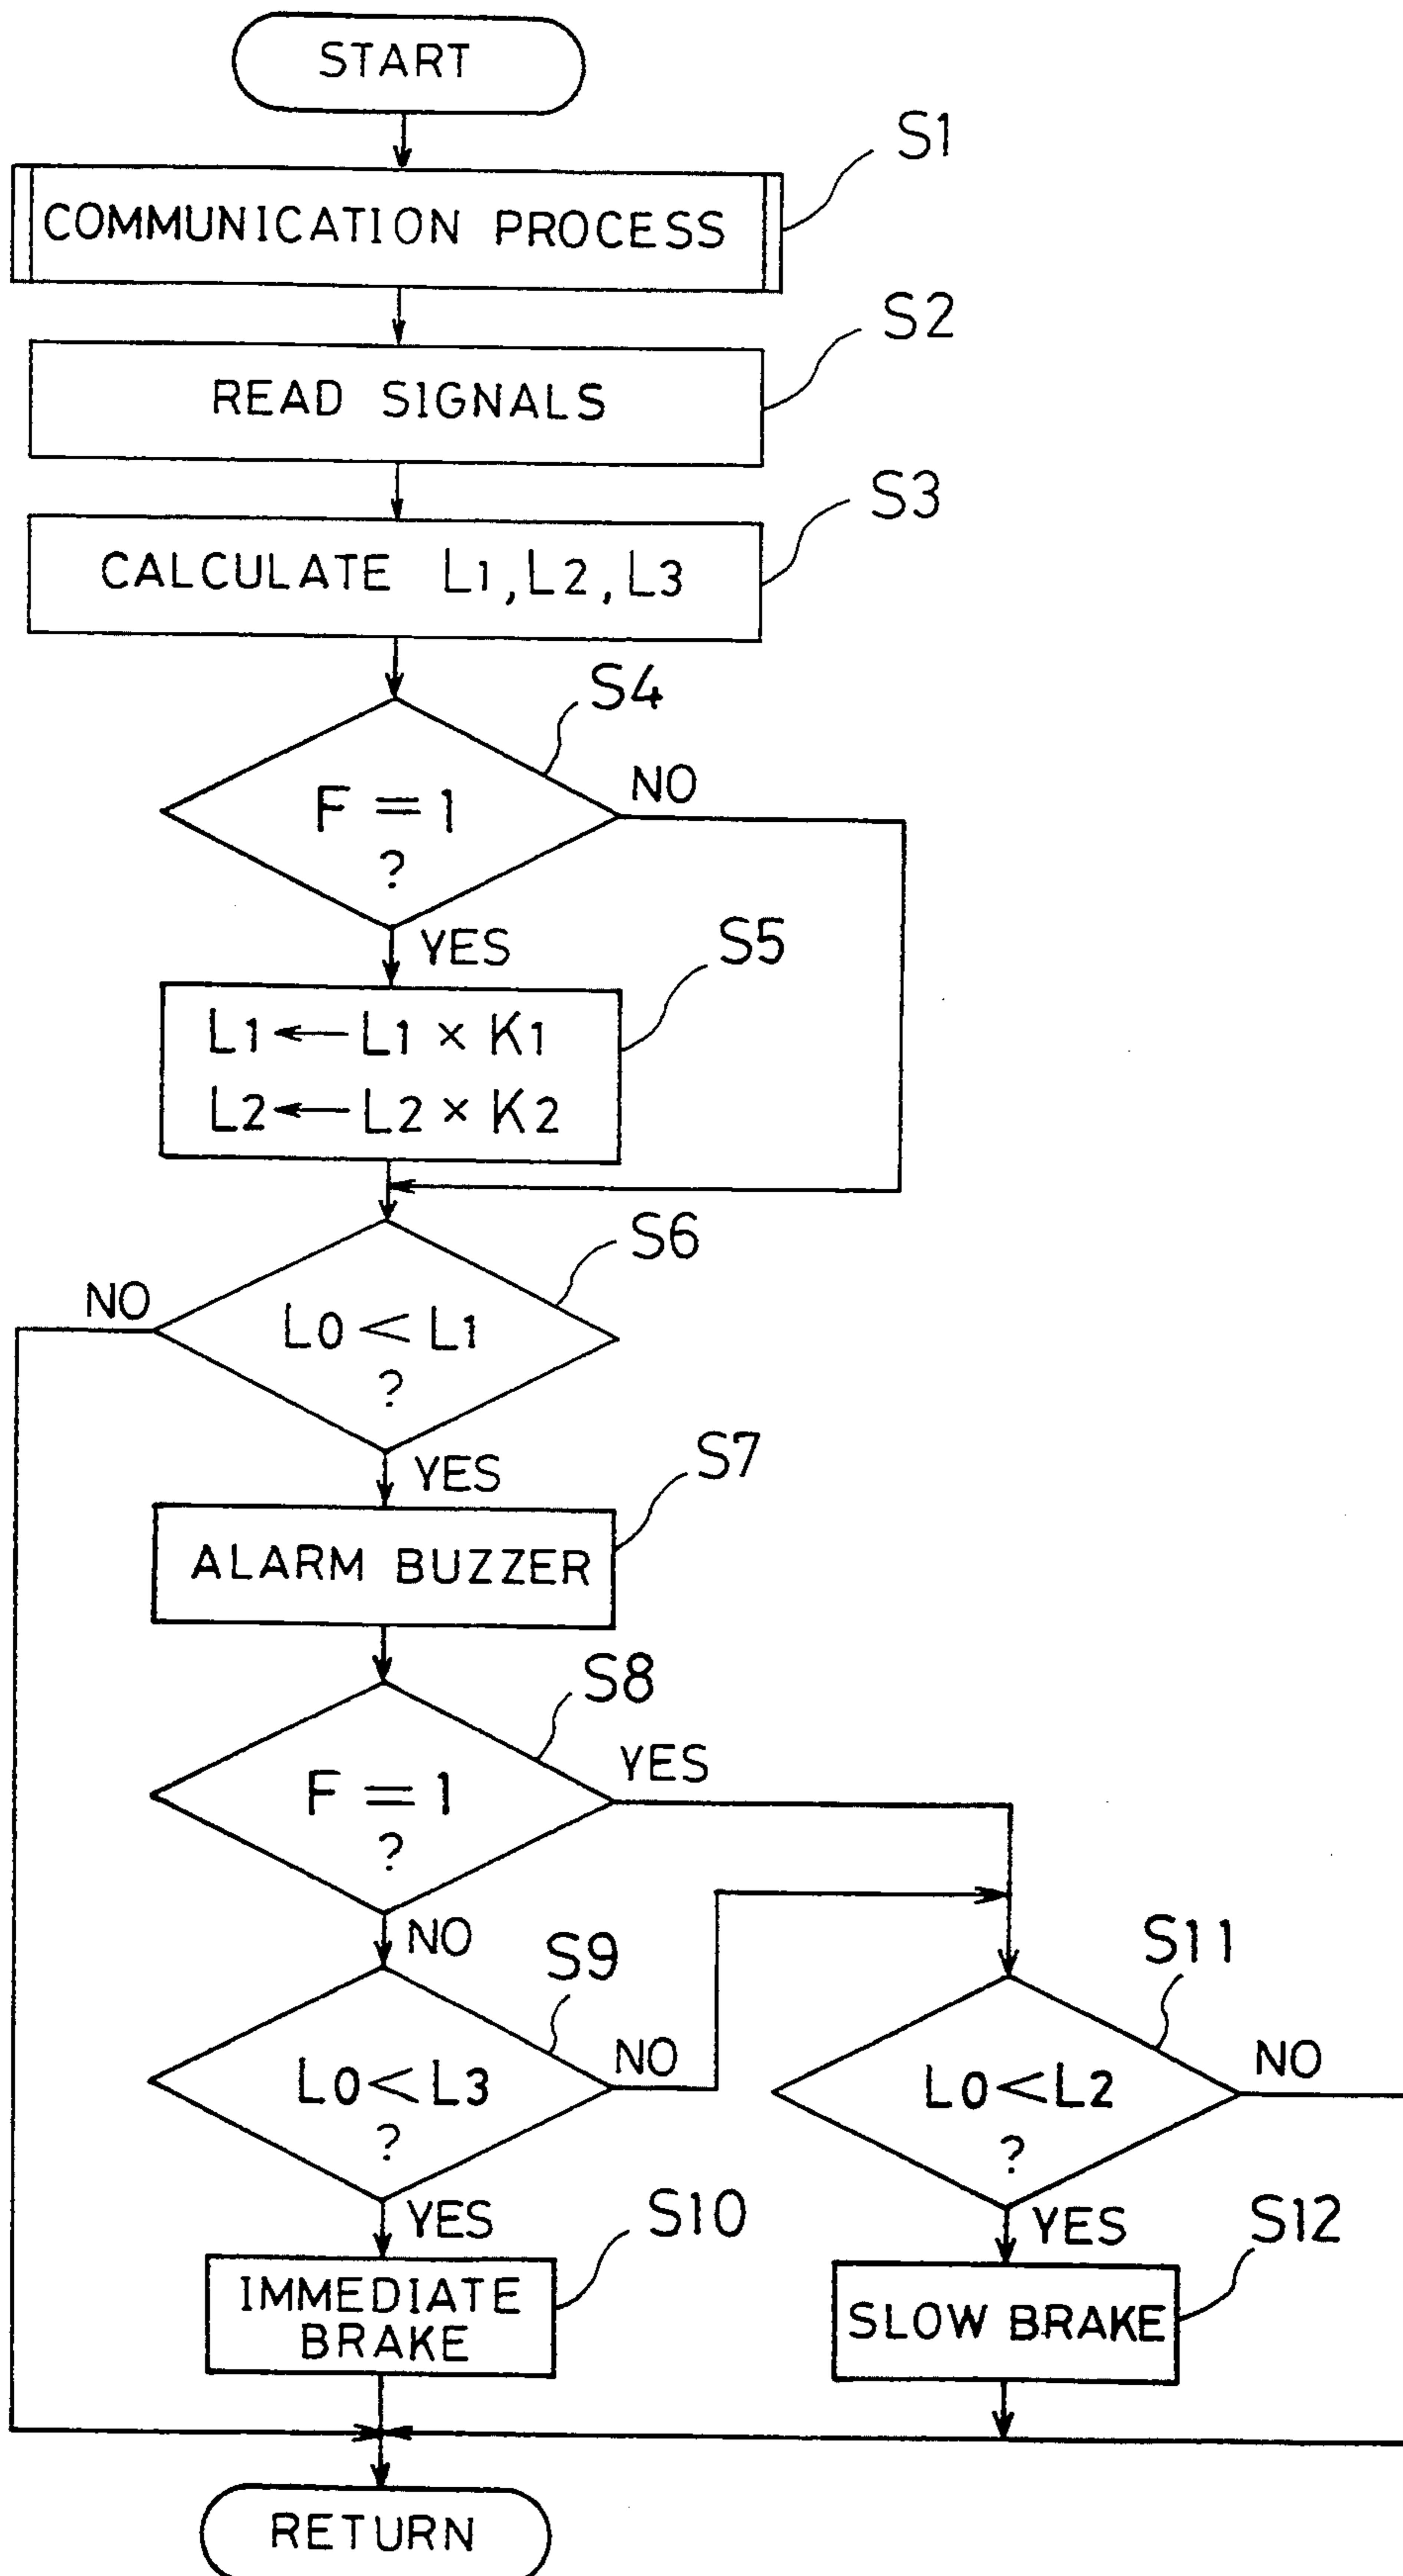 START
S1
COMMUNICATION PROCESS
S2
READ SIGNALS
S3
CALCULATE L1, L2, L3
S4
F = 1
?
NO
YES
S5
L1 ← L1 × K1
L2 ← L2 × K2
S6
NO
L0 < L1
?
YES
S7
ALARM BUZZER
S8
F = 1
?
YES
NO
S9
L0 < L3
?
NO
S11
L0 < L2
?
NO
YES
S10
IMMEDIATE
BRAKE
YES
S12
SLOW BRAKE
RETURN